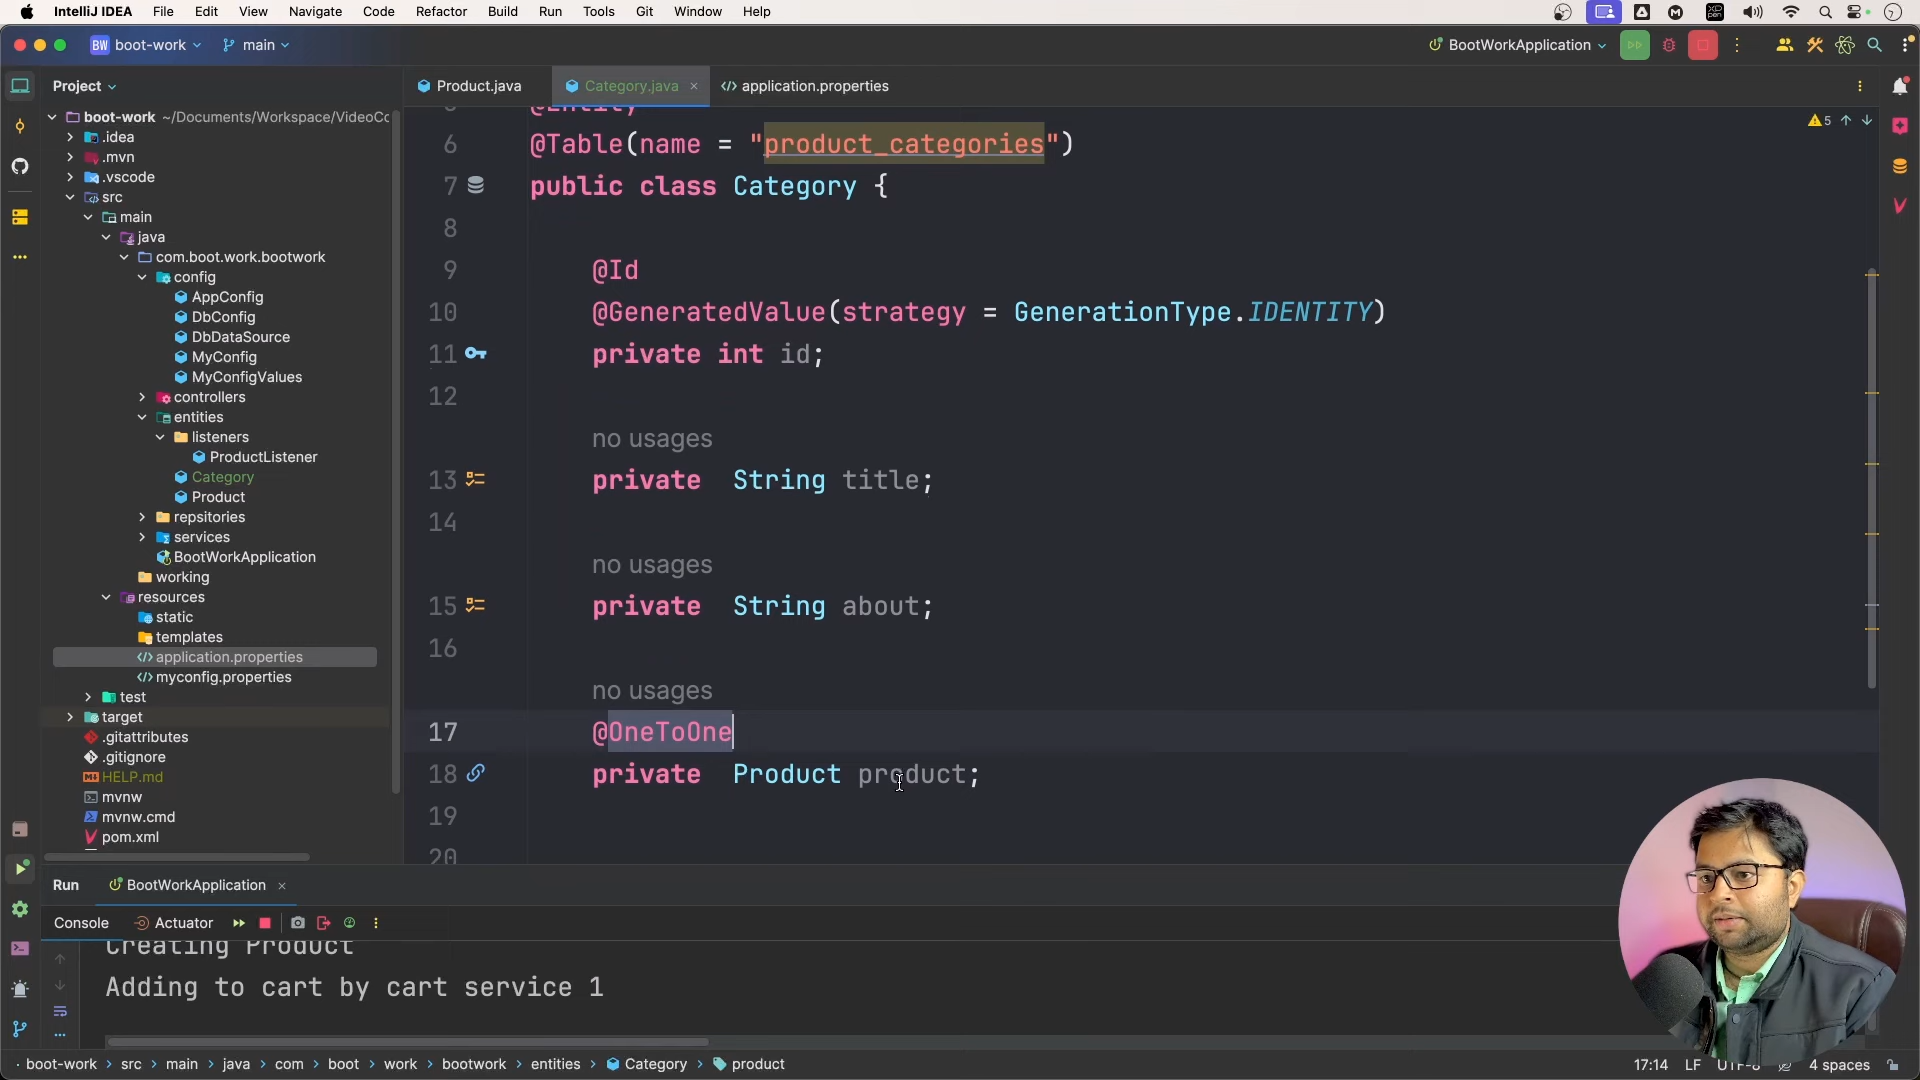 IntelliJ IDEA File Edit View Navigate Code Refactor Build Run Tools Git Window Help
BW boot-work main BootWorkApplication
Project
Product.java Category.java application.properties
boot-work ~/Documents/Workspace/VideoCo
.idea
.mvn
.vscode
src
main
java
com.boot.work.bootwork
config
AppConfig
DbConfig
DbDataSource
MyConfig
MyConfigValues
controllers
entities
listeners
ProductListener
Category
Product
repsitories
services
BootWorkApplication
working
resources
static
templates
application.properties
myconfig.properties
test
target
.gitattributes
.gitignore
HELP.md
mvnw
mvnw.cmd
pom.xml
5
@Entity
6 @Table(name = "product_categories")
7 public class Category {
8
9 @Id
10 @GeneratedValue(strategy = GenerationType.IDENTITY)
11 private int id;
12
no usages
13 private String title;
14
no usages
15 private String about;
16
no usages
17 @OneToOne
18 private Product product;
19
20
Run BootWorkApplication
Console Actuator
Creating Product
Adding to cart by cart service 1
boot-work > src > main > java > com > boot > work > bootwork > entities > Category > product 17:14 LF UTF-8 4 spaces